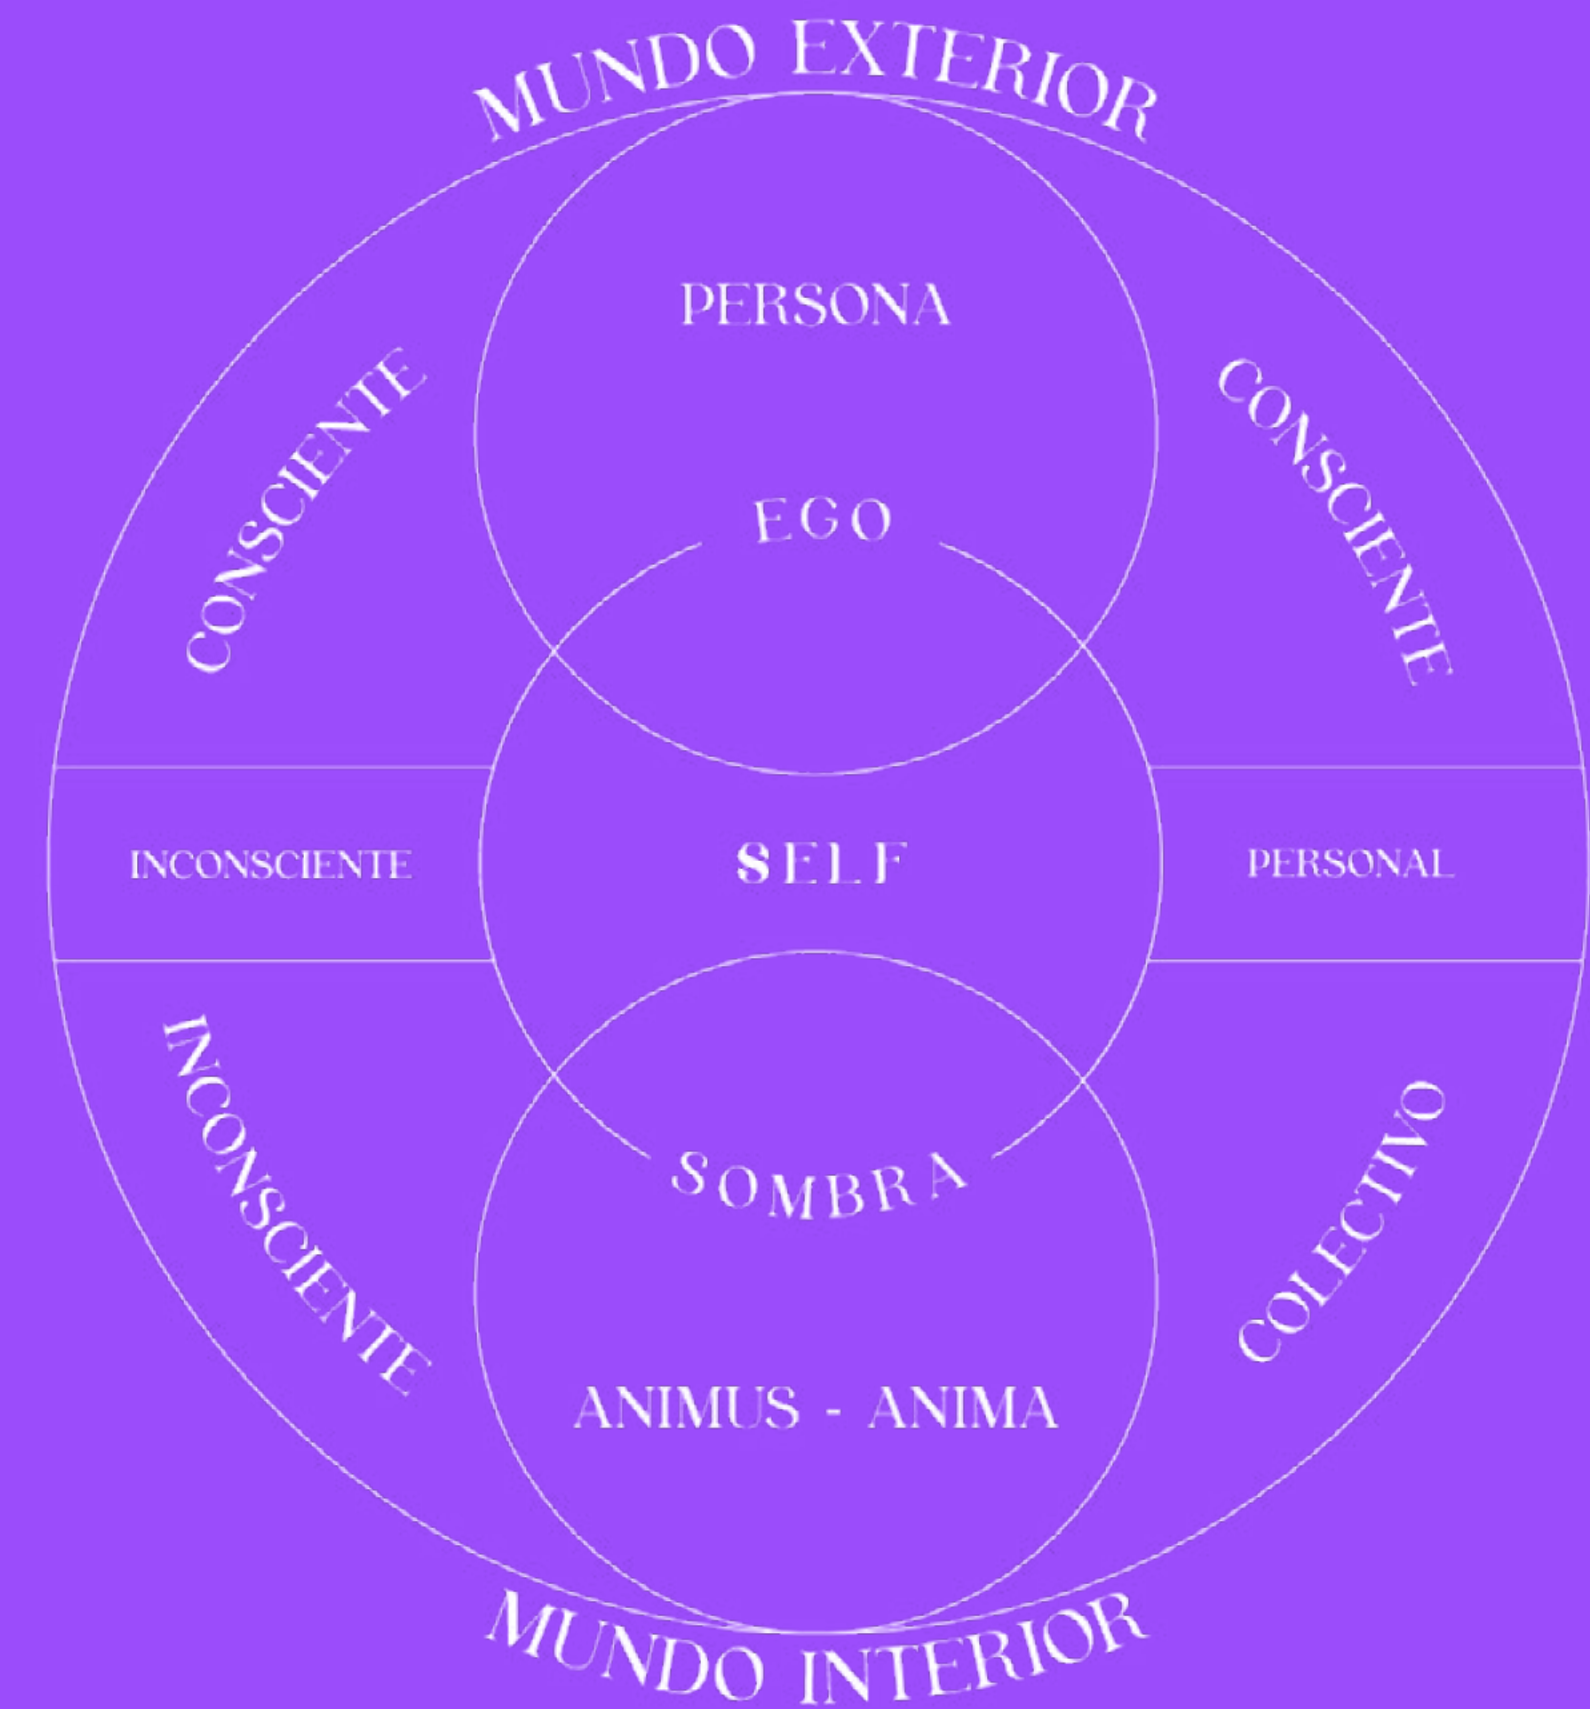 MUNDO EXTERIOR
PERSONA
CONSCIENTE
CONSCIENTE
EGO
INCONSCIENTE
SELF
PERSONAL
INCONSCIENTE
COLECTIVO
SOMBRA
ANIMUS - ANIMA
MUNDO INTERIOR